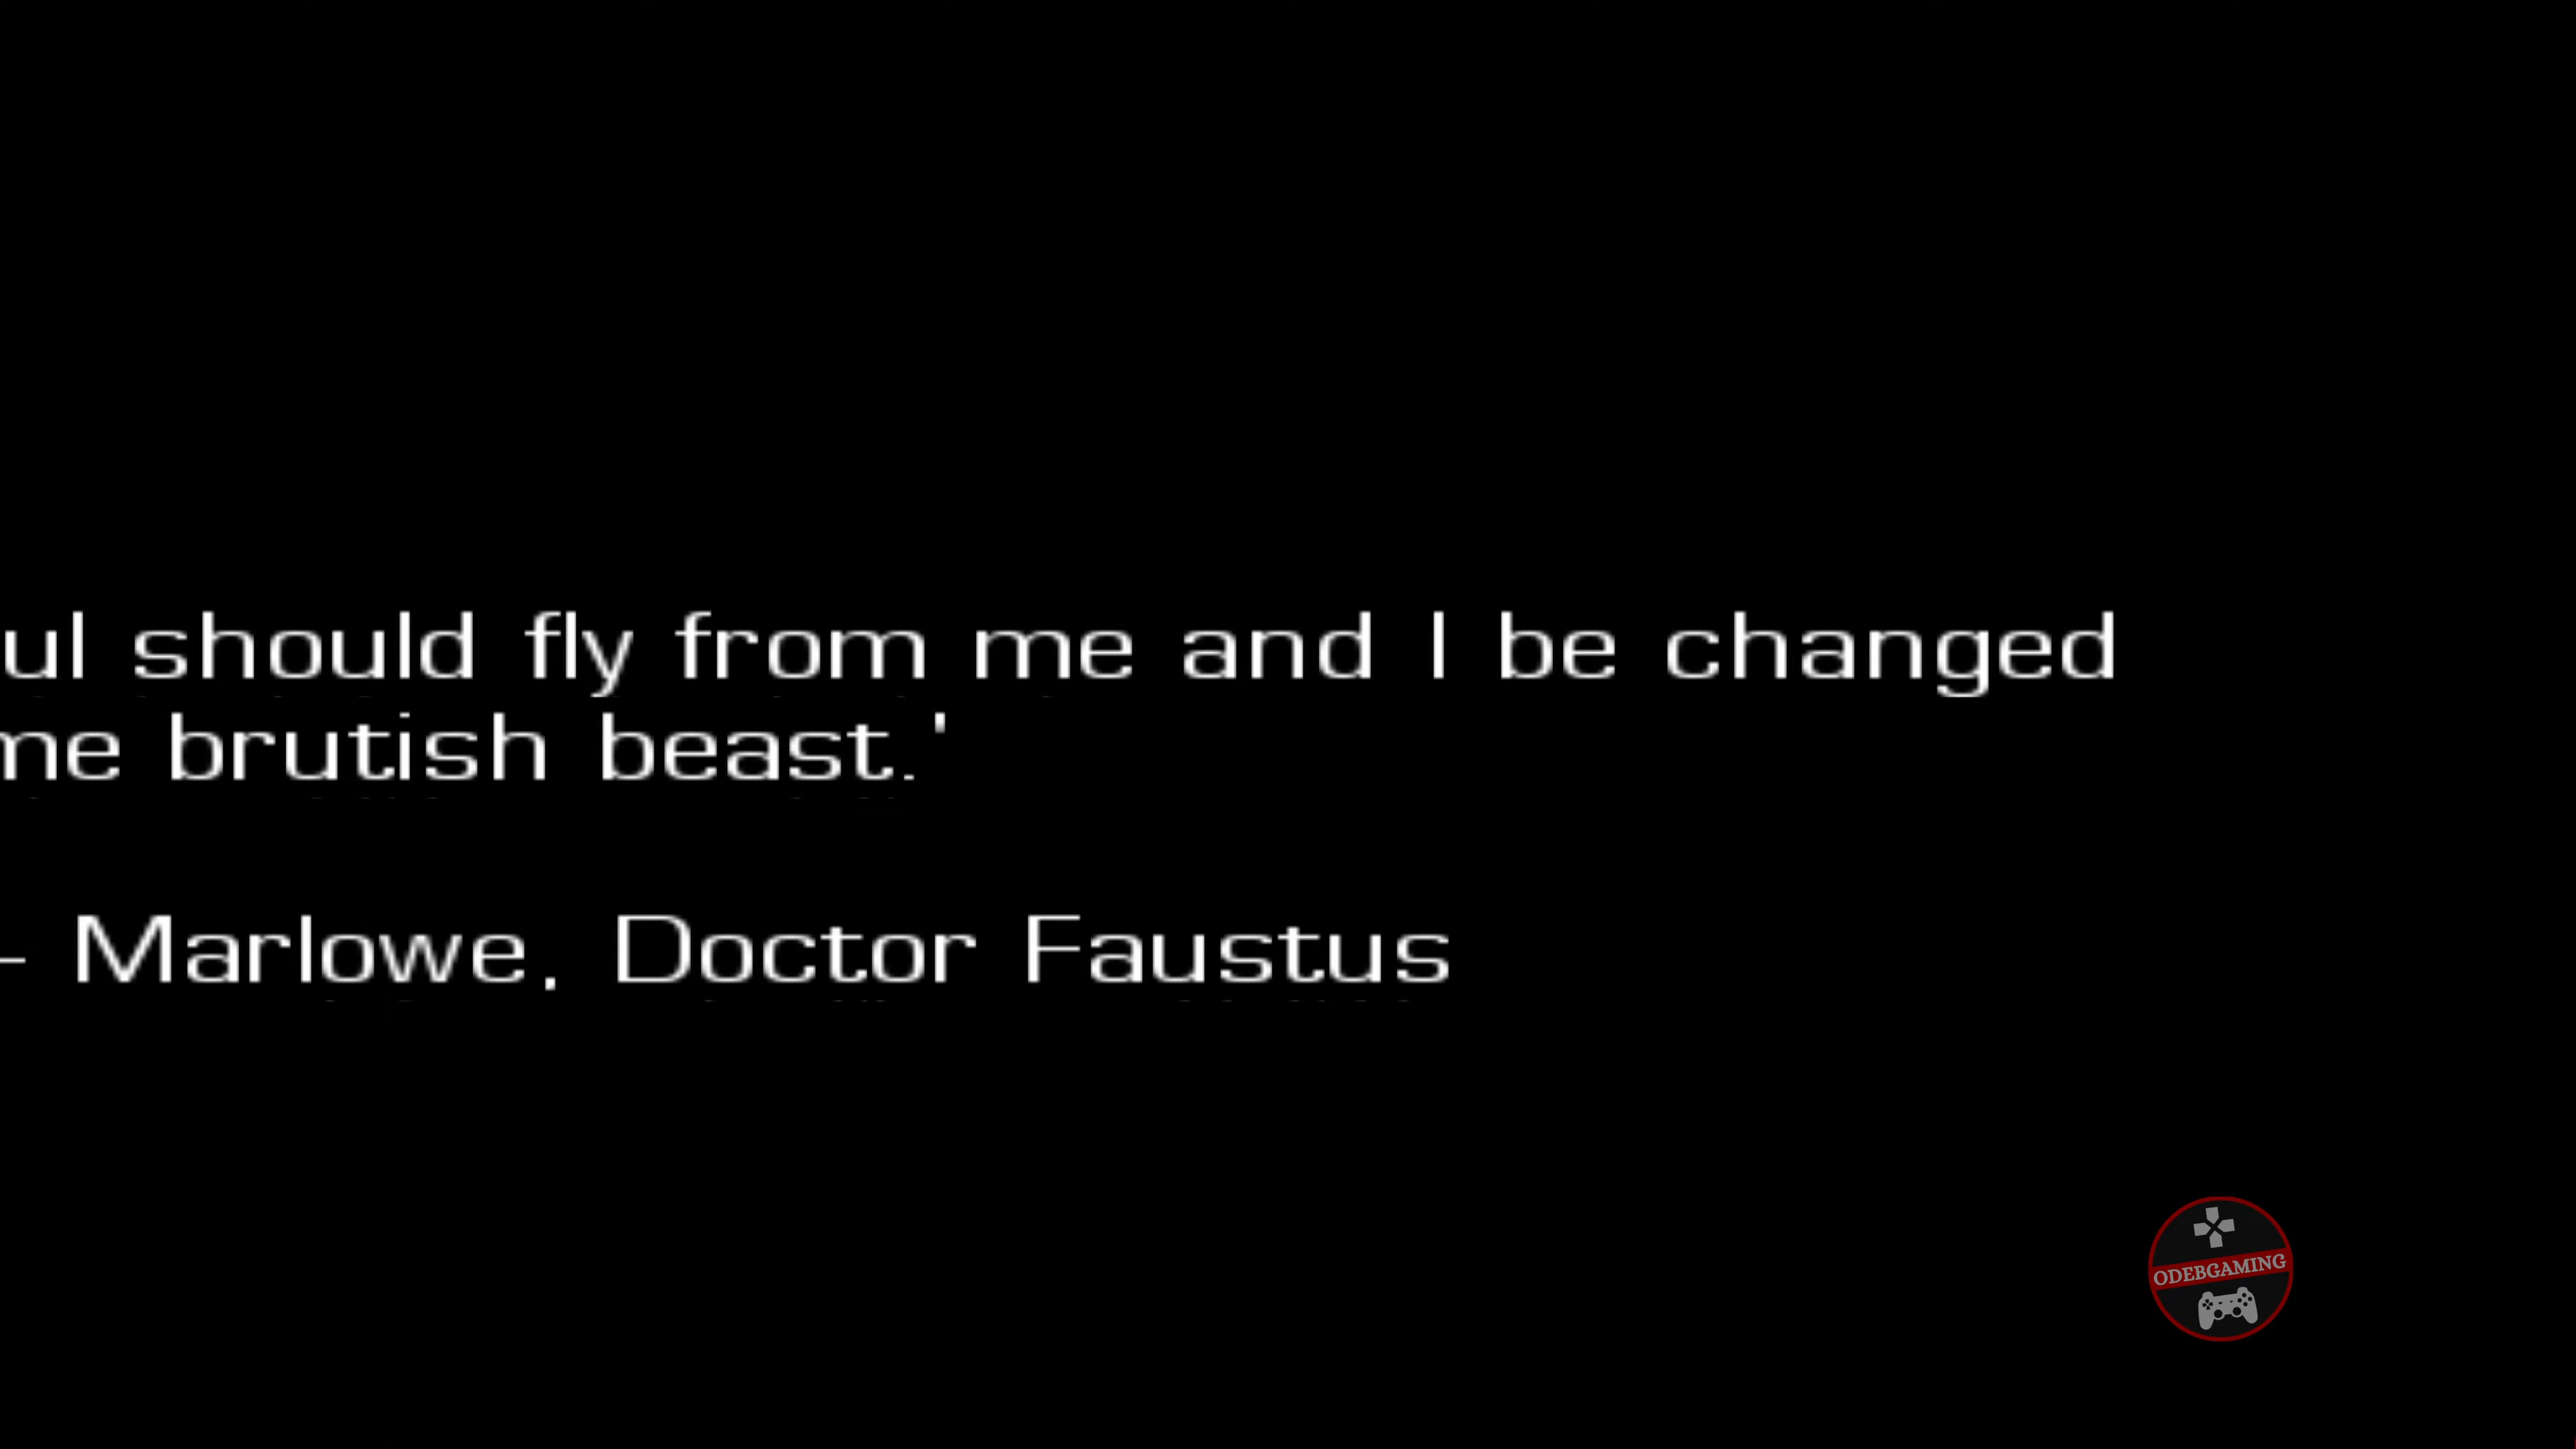 ul should fly from me and I be changed
me brutish beast.'
- Marlowe, Doctor Faustus
ODEBGAMING